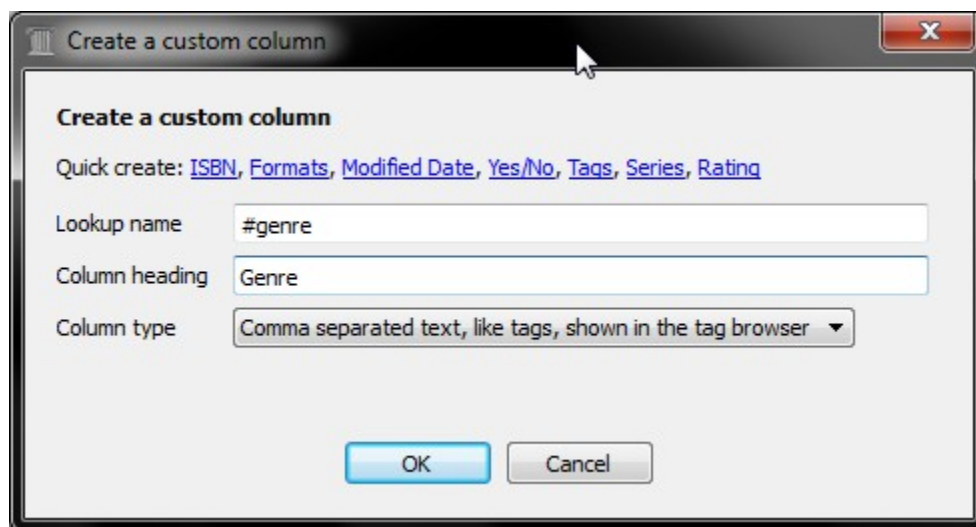 Create a custom column
Create a custom column
Quick create: ISBN, Formats, Modified Date, Yes/No, Tags, Series, Rating
Lookup name #genre
Column heading Genre
Column type Comma separated text, like tags, shown in the tag browser
OK Cancel